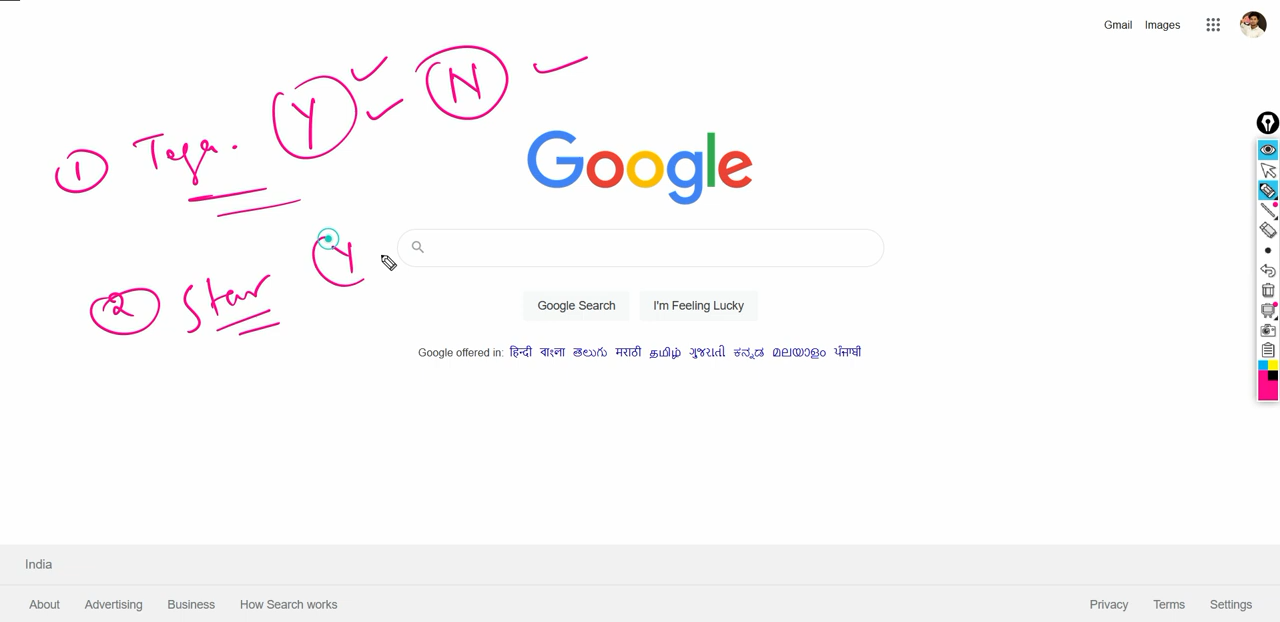 Gmail Images
Y N
1
Google
2 Star Y
Google Search I'm Feeling Lucky
Google offered in: हिन्दी বাংলা తెలుగు मराठी தமிழ் ગુજરાતી ಕನ್ನಡ മലയാളം ਪੰਜਾਬੀ
India
About Advertising Business How Search works Privacy Terms Settings